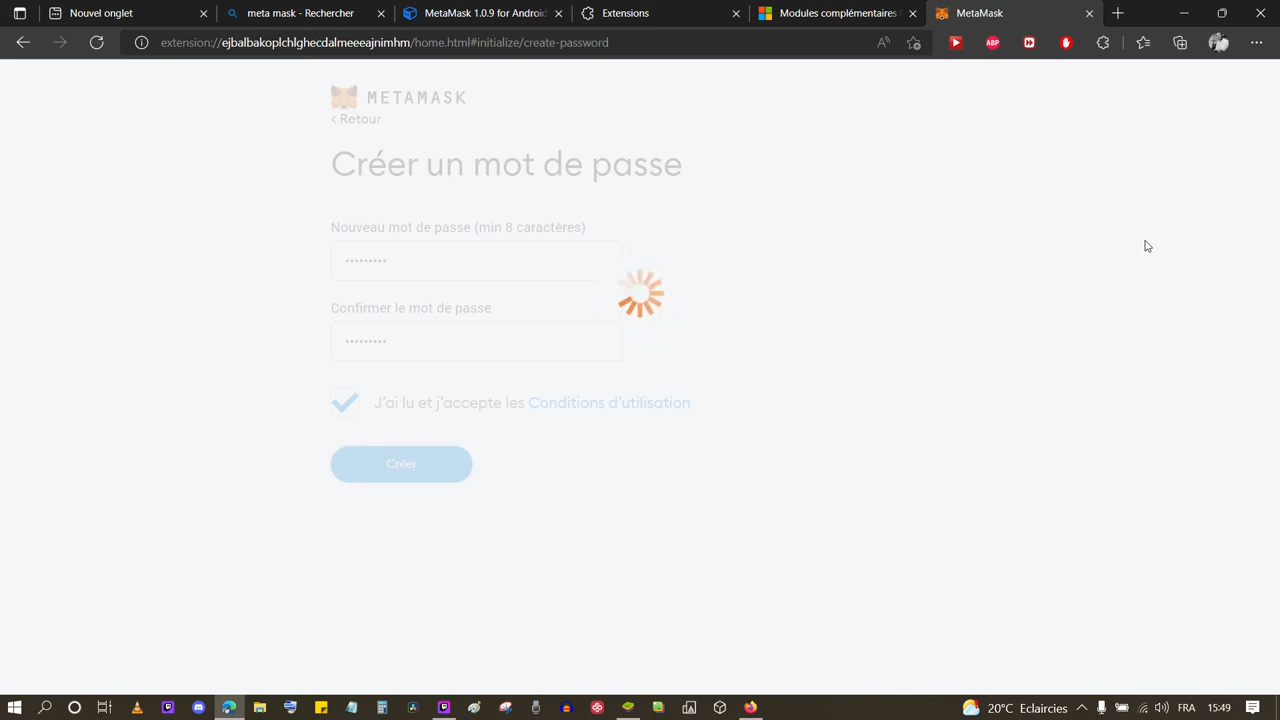 Nouvel onglet
meta mask - Rechercher
MetaMask 1.0.9 for Android
Extensions
Modules complémentaires
MetaMask
extension://ejbalbakoplchlghecdalmeeeajnimhm/home.html#initialize/create-password
ABP
METAMASK
< Retour
Créer un mot de passe
Nouveau mot de passe (min 8 caractères)
•••••••••
Confirmer le mot de passe
•••••••••
J'ai lu et j'accepte les Conditions d'utilisation
Créer
20°C Eclaircies
FRA
15:49